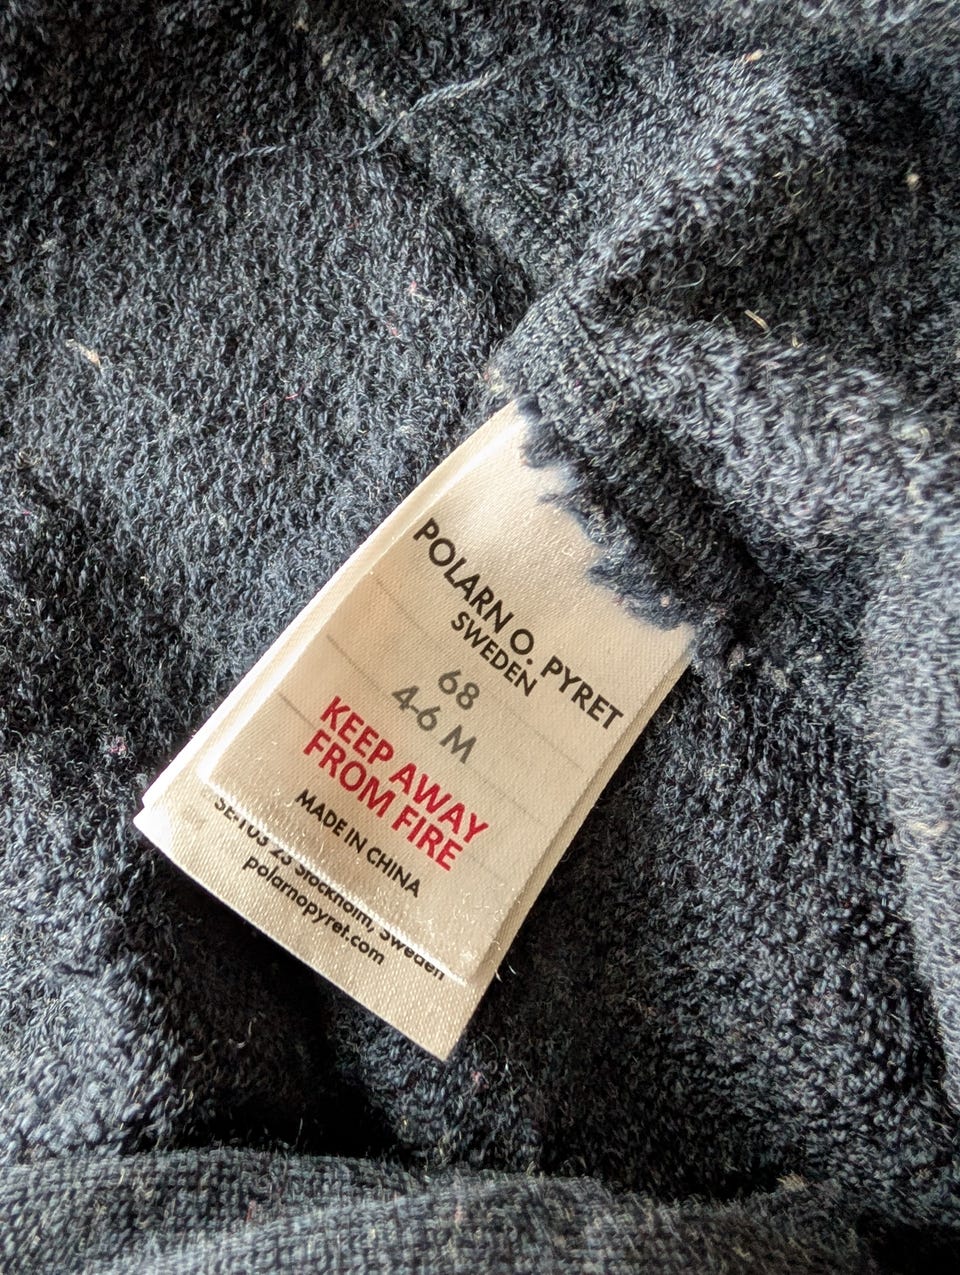 POLARN O. PYRET
SWEDEN
68
4-6 M
KEEP AWAY
FROM FIRE
MADE IN CHINA
Stockholm, Sweden
polarnopyret.com